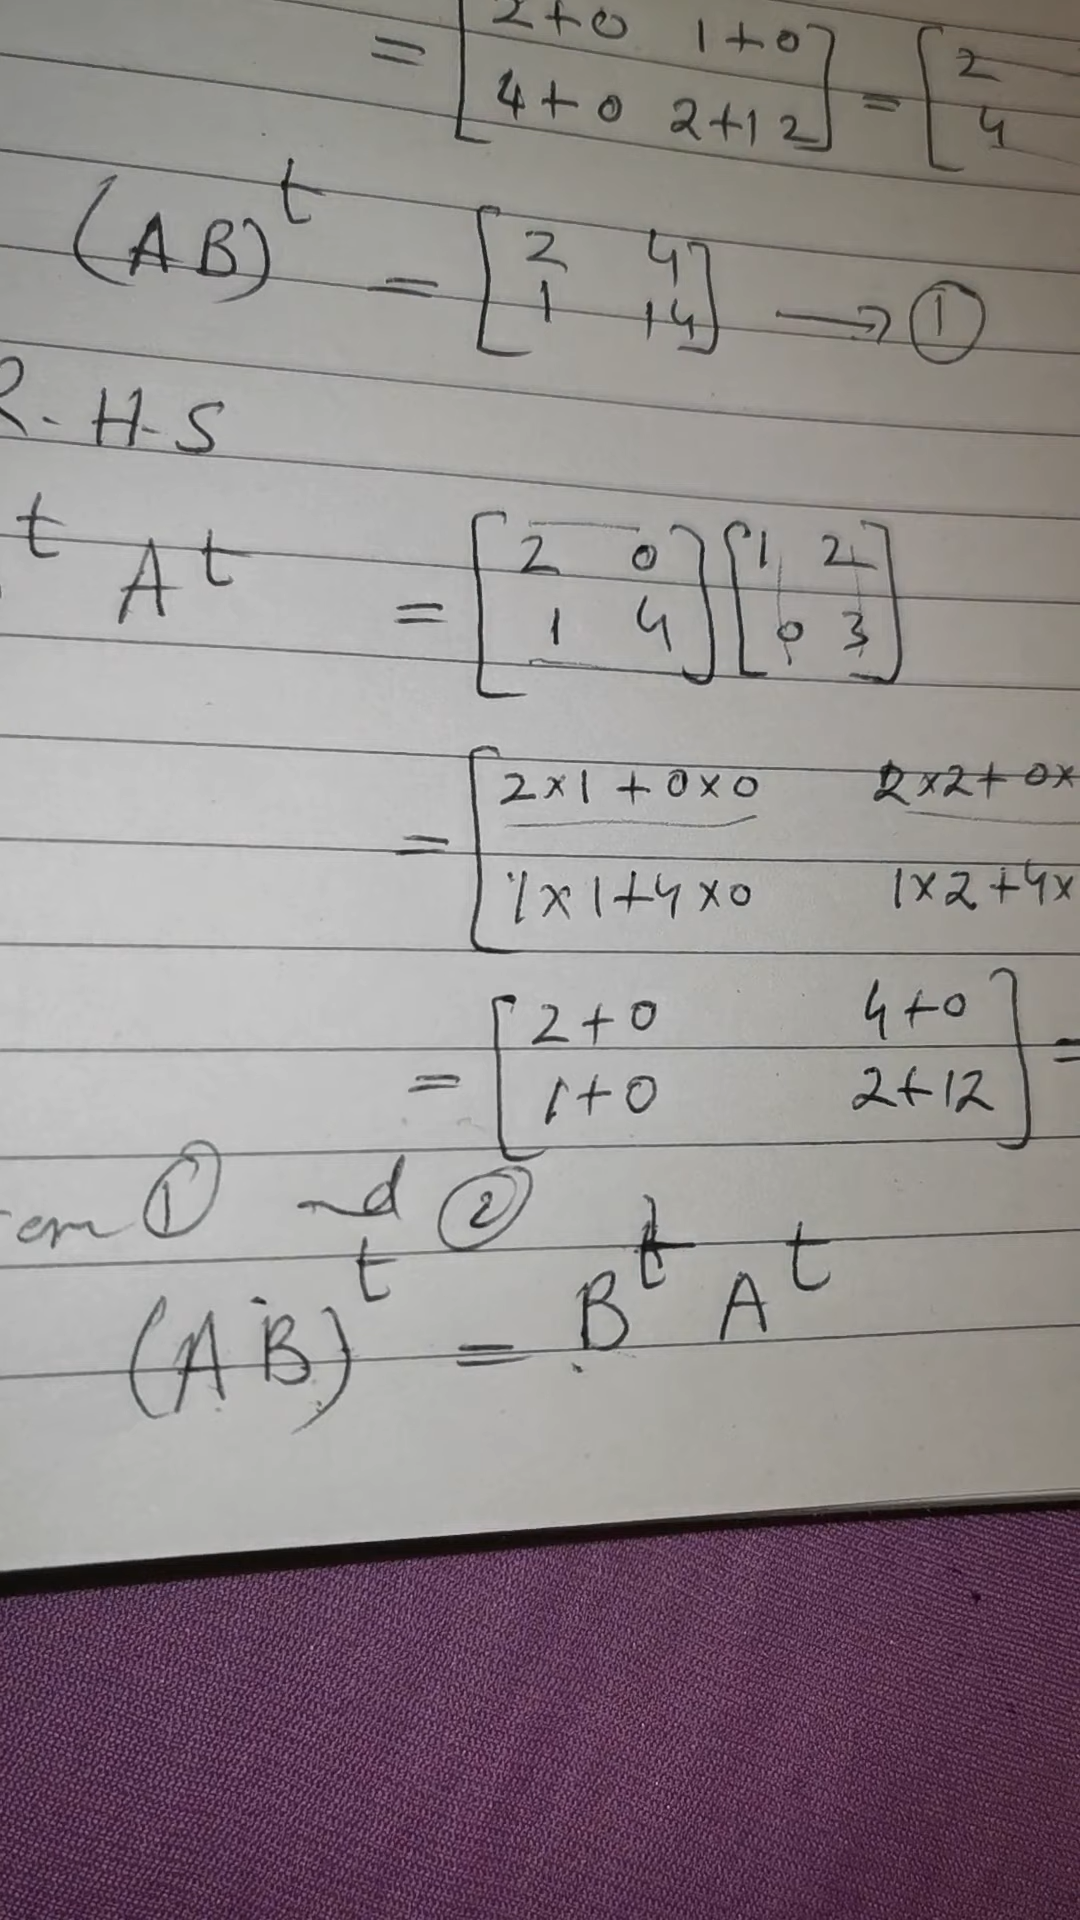 = [2+0 1+0] = [2
[4+0 2+12] [4
(AB)^t = [2 4] → ①
[1 14]
R-H-S
t A^t = [2 0] [1 2]
[1 4] [0 3]
= [2×1+0×0 2×2+0×
[1×1+4×0 1×2+4×
= [2+0 4+0] =
[1+0 2+12]
① and ②
(AB)^t = B^t A^t